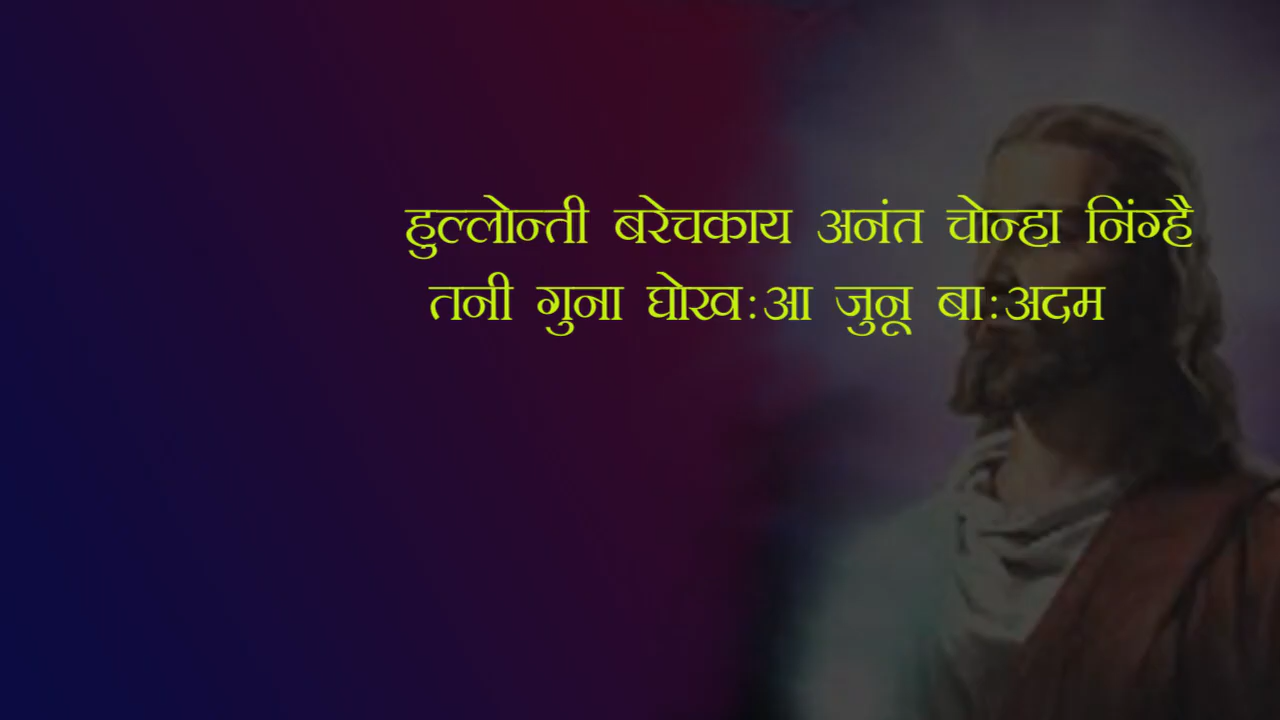 हुल्लोन्ती बरेचकाय अनंत चोन्हा निंग्है
तनी गुना घोखःआ जुनू बाःअदम